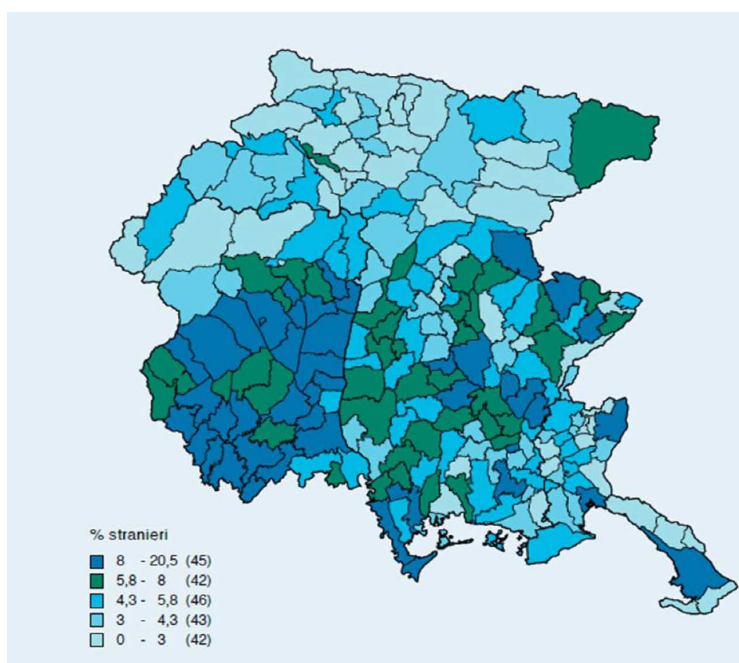 % stranieri
8 - 20,5 (45)
5,8 - 8 (42)
4,3 - 5,8 (46)
3 - 4,3 (43)
0 - 3 (42)